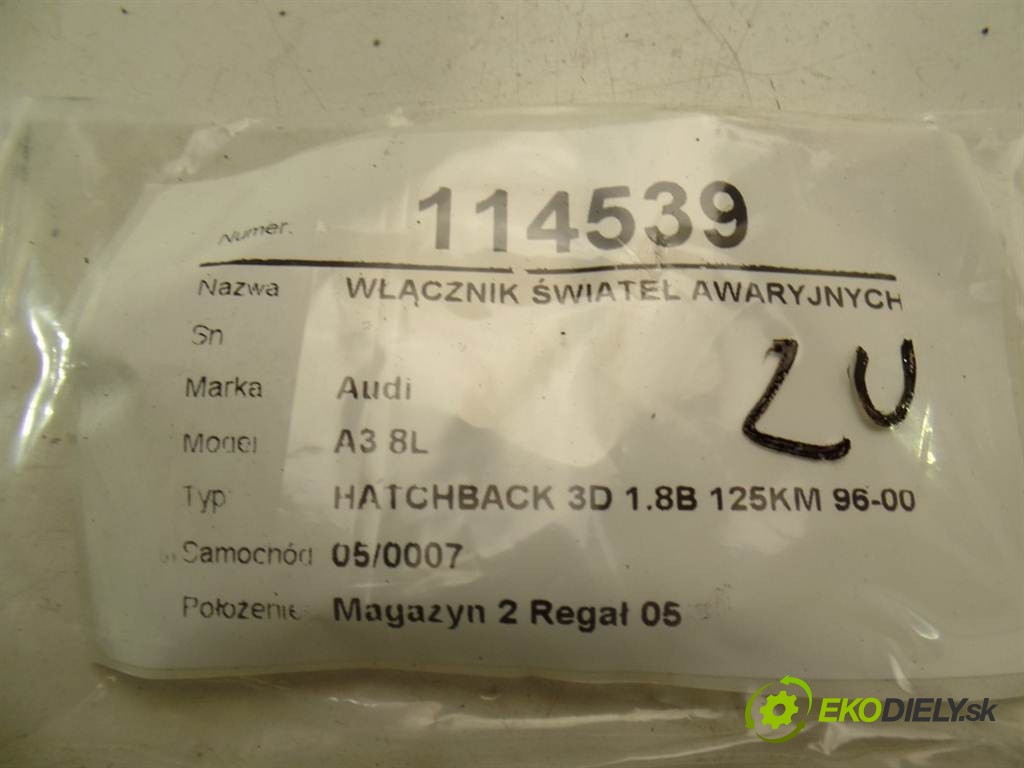 Numer. 114539
Nazwa WŁĄCZNIK ŚWIATEŁ AWARYJNYCH
Sn
Marka Audi
Model A3 8L
Typ HATCHBACK 3D 1.8B 125KM 96-00
Samochód 05/0007
Położenie Magazyn 2 Regał 05
ZU
EKODIELY.sk